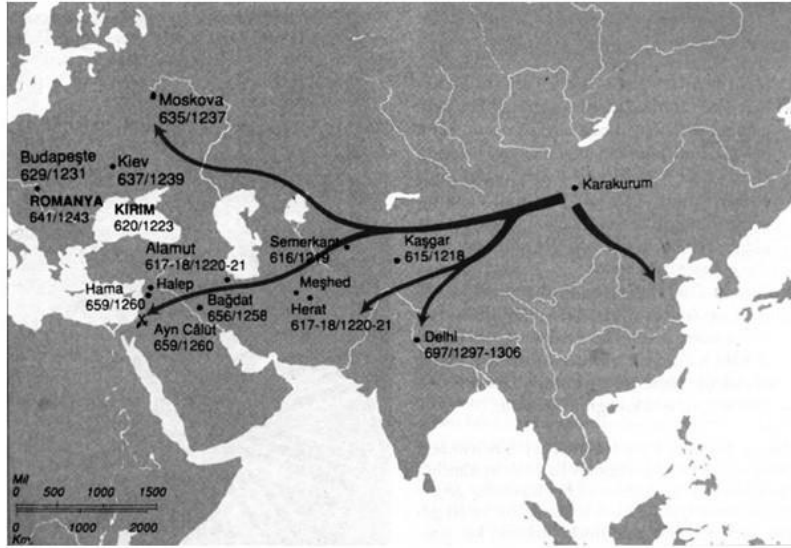 Moskova
635/1237
Budapeşte
629/1231
Kiev
637/1239
Karakurum
ROMANYA
641/1243
KIRIM
620/1223
Alamut
617-18/1220-21
Semerkant
616/1219
Kaşgar
615/1218
Hama
659/1260
Halep
Meşhed
Bağdat
656/1258
Herat
617-18/1220-21
Ayn Câlût
659/1260
Delhi
697/1297-1306
Mil
0 500 1000 1500
0 1000 2000
Km.